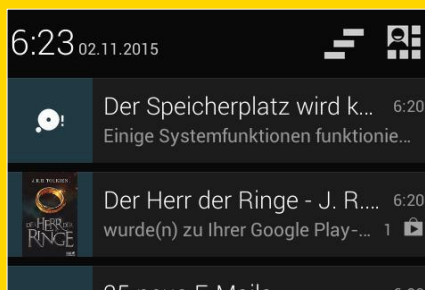 6:23 02.11.2015
Der Speicherplatz wird k... 6:20
Einige Systemfunktionen funktionie...
J.R.R. TOLKIEN
DER HERR
DER
RINGE
Der Herr der Ringe - J. R.... 6:20
wurde(n) zu Ihrer Google Play-... 1
neue E-Mails